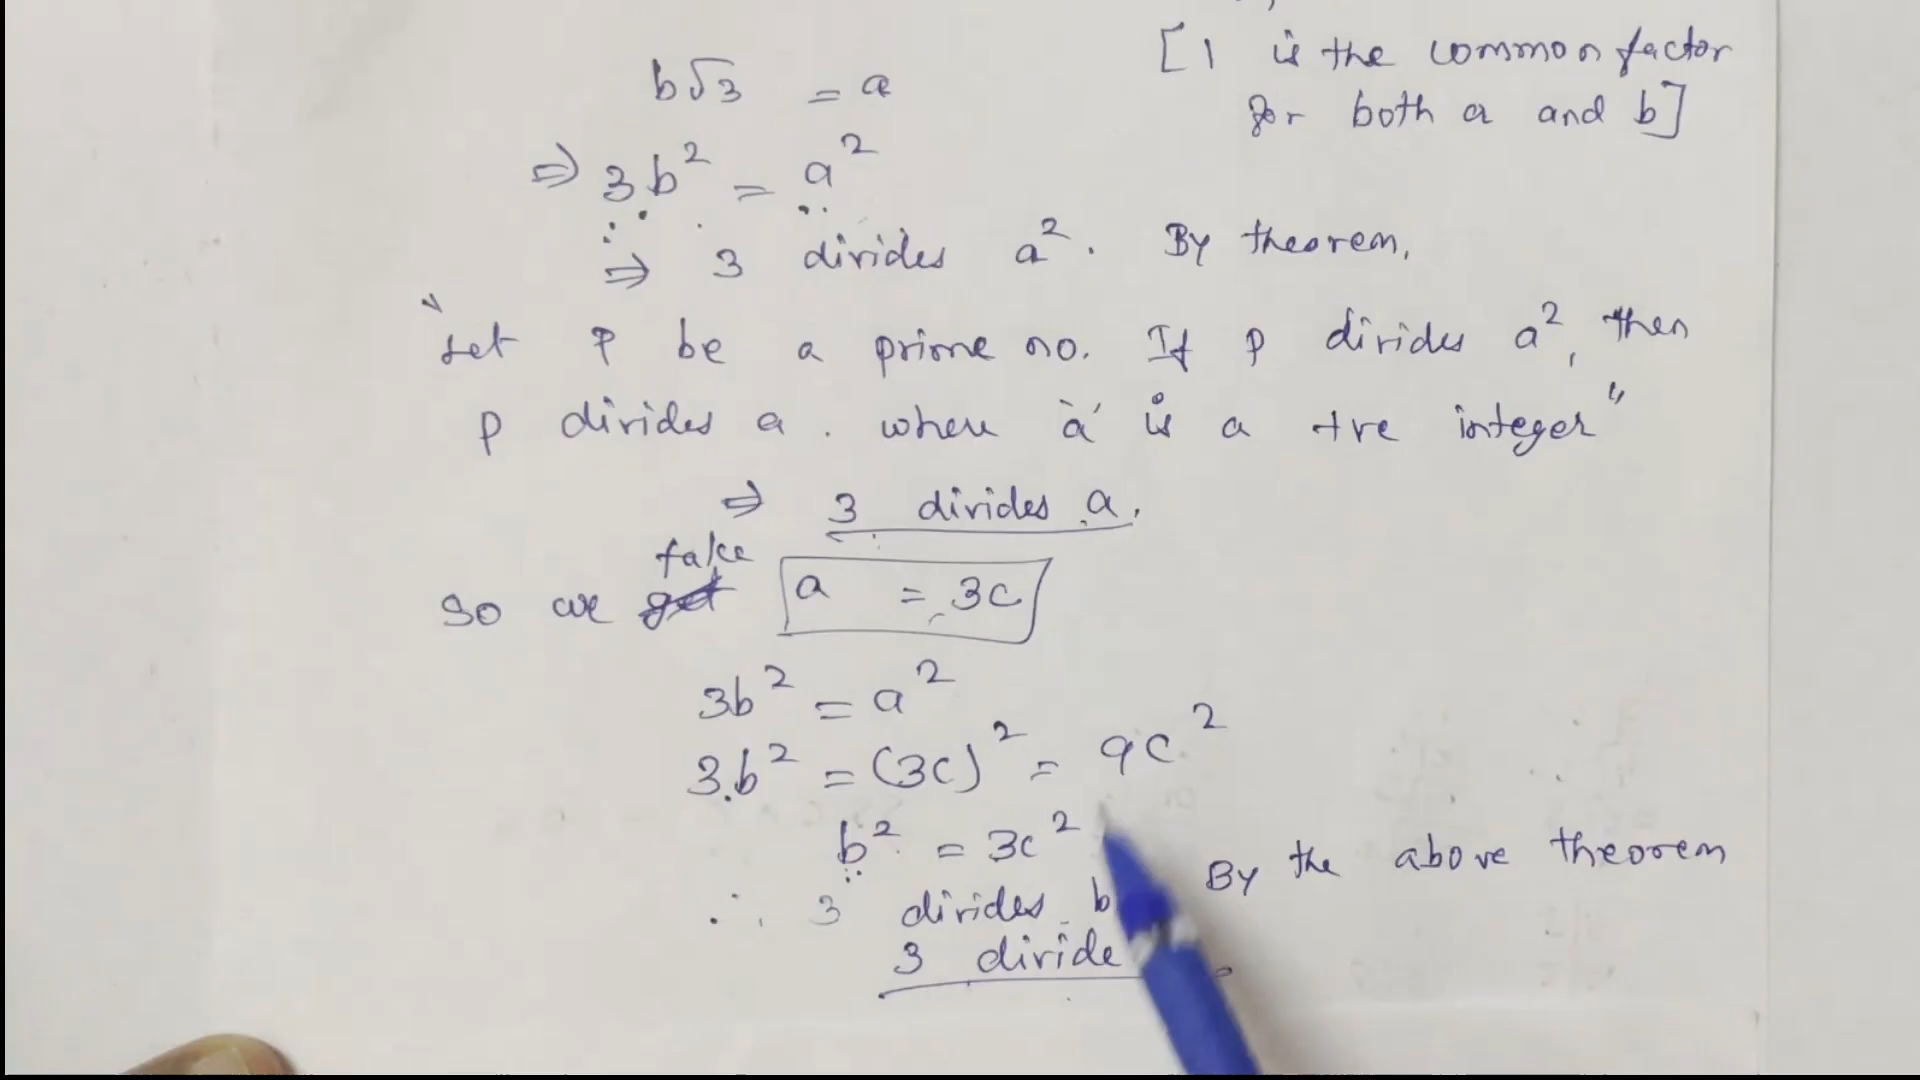 [1 is the common factor
for both a and b]
b√3 = a
⇒ 3b² = a²
⇒ 3 divides a². By theorem,
"Let p be a prime no. If p divides a², then
p divides a. where 'a' is a +ve integer"
⇒ 3 divides a.
take
So we get a = 3c
3b² = a²
3.b² = (3c)² = 9c²
b² = 3c²
∴ 3 divides b By the above theorem
3 divide